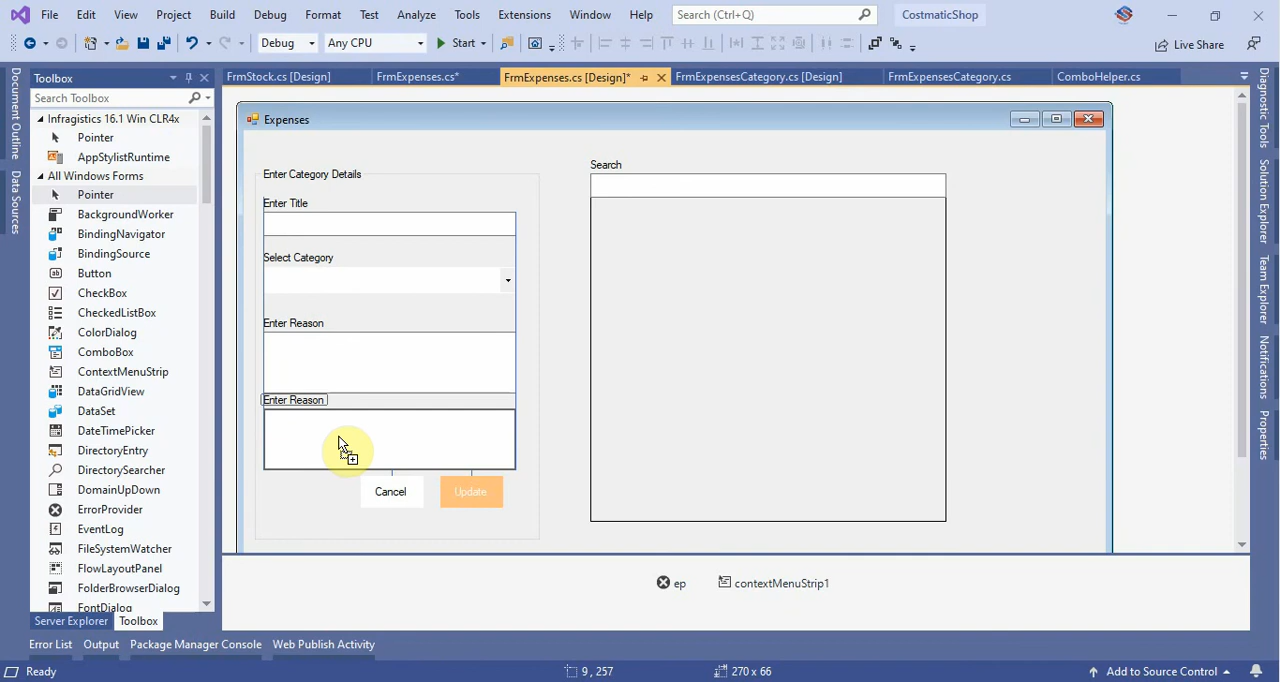 File Edit View Project Build Debug Format Test Analyze Tools Extensions Window Help Search (Ctrl+Q) CostmaticShop
Debug Any CPU Start Live Share
Toolbox
FrmStock.cs [Design] FrmExpenses.cs* FrmExpenses.cs [Design]* FrmExpensesCategory.cs [Design] FrmExpensesCategory.cs ComboHelper.cs
Search Toolbox
Infragistics 16.1 Win CLR4x
Pointer
AppStylistRuntime
All Windows Forms
Pointer
BackgroundWorker
BindingNavigator
BindingSource
Button
CheckBox
CheckedListBox
ColorDialog
ComboBox
ContextMenuStrip
DataGridView
DataSet
DateTimePicker
DirectoryEntry
DirectorySearcher
DomainUpDown
ErrorProvider
EventLog
FileSystemWatcher
FlowLayoutPanel
FolderBrowserDialog
FontDialog
Server Explorer Toolbox
Document Outline
Data Sources
Expenses
Enter Category Details
Enter Title
Select Category
Enter Reason
Enter Reason
Cancel Update
Search
ep contextMenuStrip1
Diagnostic Tools
Solution Explorer
Team Explorer
Notifications
Properties
Error List Output Package Manager Console Web Publish Activity
Ready 9 , 257 270 x 66 Add to Source Control